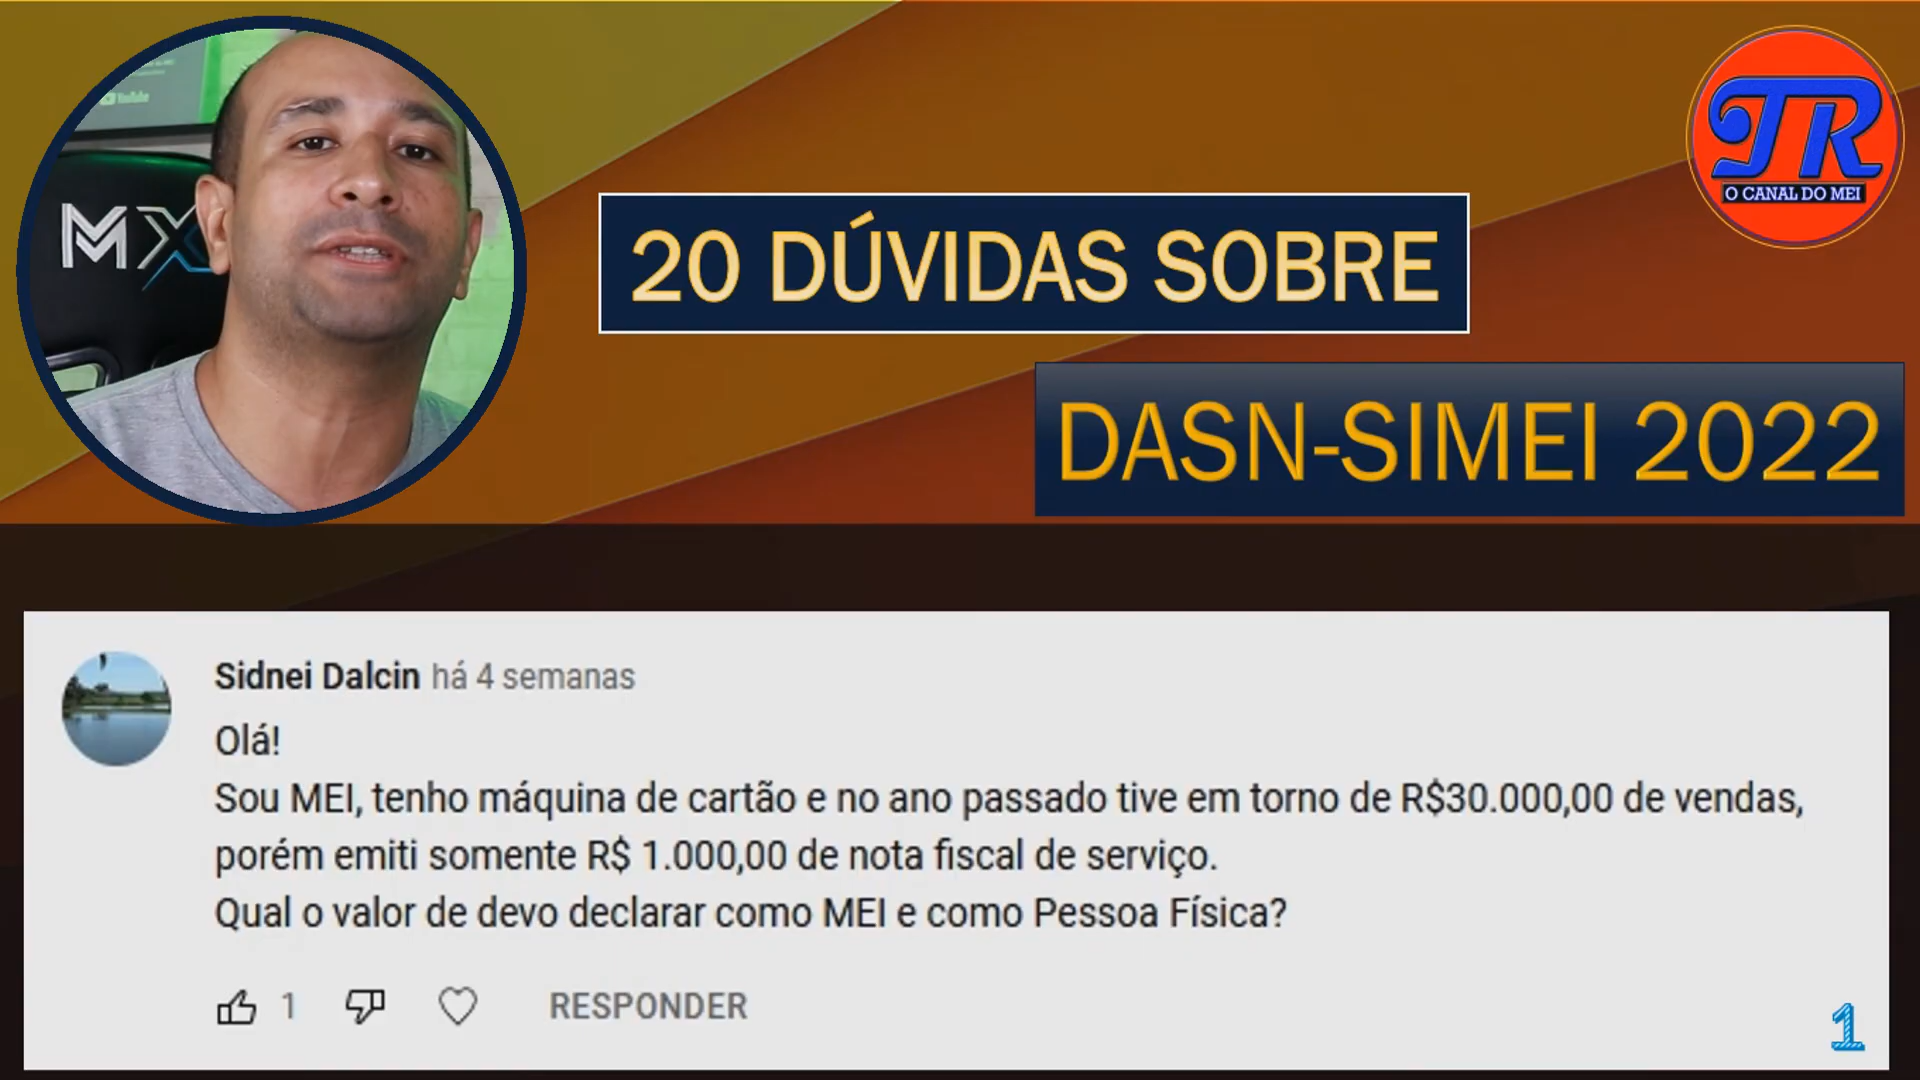 YouTube
MX
TR
O CANAL DO MEI
20 DÚVIDAS SOBRE
DASN-SIMEI 2022
Sidnei Dalcin há 4 semanas
Olá!
Sou MEI, tenho máquina de cartão e no ano passado tive em torno de R$30.000,00 de vendas,
porém emiti somente R$ 1.000,00 de nota fiscal de serviço.
Qual o valor de devo declarar como MEI e como Pessoa Física?
1
RESPONDER
1